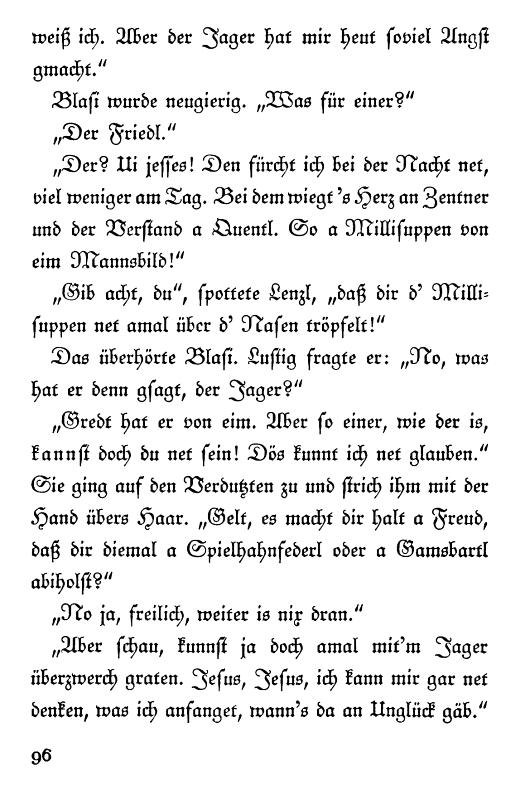 weiß ich. Aber der Jager hat mir heut soviel Angst
gmacht.“
Blasi wurde neugierig. „Was für einer?“
„Der Friedl.“
„Der? Ui jesses! Den fürcht ich bei der Nacht net,
viel weniger am Tag. Bei dem wiegt 's Herz an Zentner
und der Verstand a Quentl. So a Millisuppen von
eim Mannsbild!“
„Gib acht, du“, spottete Lenzl, „daß dir d' Milli-
suppen net amal über d' Nasen tröpfelt!“
Das überhörte Blasi. Lustig fragte er: „No, was
hat er denn gsagt, der Jager?“
„Gredt hat er von eim. Aber so einer, wie der is,
kannst doch du net sein! Dös kunnt ich net glauben.“
Sie ging auf den Verdutzten zu und strich ihm mit der
Hand übers Haar. „Gelt, es macht dir halt a Freud,
daß dir diemal a Spielhahnfederl oder a Gamsbartl
abiholst?“
„No ja, freilich, weiter is nix dran.“
„Aber schau, kunnst ja doch amal mit'm Jager
überzwerch graten. Jesus, Jesus, ich kann mir gar net
denken, was ich anfanget, wann's da an Unglück gäb.“
96